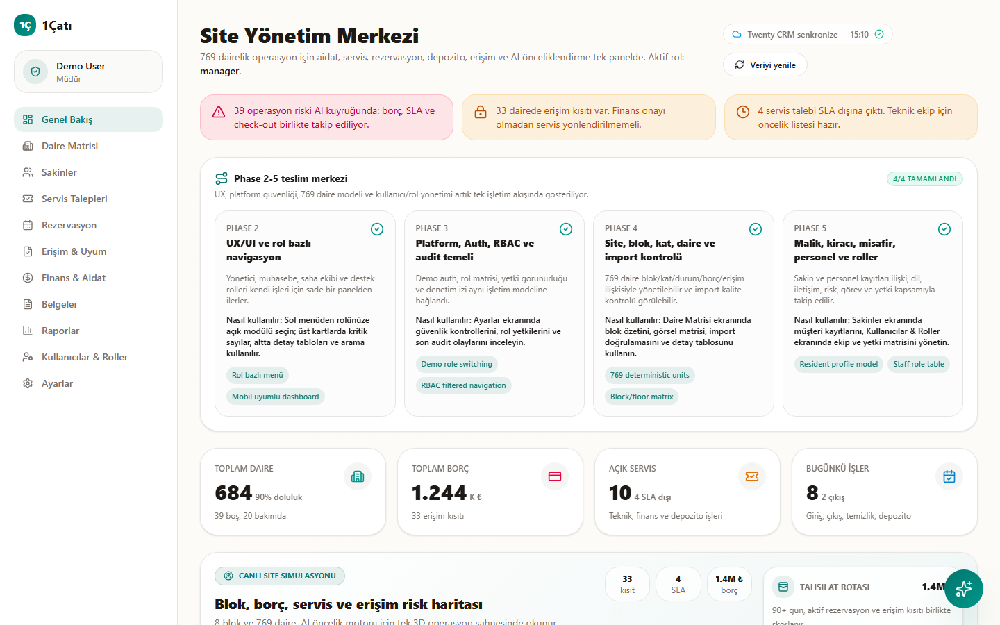 1Ç 1Çatı
Demo User
Müdür
Genel Bakış
Daire Matrisi
Sakinler
Servis Talepleri
Rezervasyon
Erişim & Uyum
Finans & Aidat
Belgeler
Raporlar
Kullanıcılar & Roller
Ayarlar
Site Yönetim Merkezi
769 dairelik operasyon için aidat, servis, rezervasyon, depozito, erişim ve AI önceliklendirme tek panelde. Aktif rol:
manager.
Twenty CRM senkronize — 15:10
Veriyi yenile
39 operasyon riski AI kuyruğunda: borç, SLA ve
check-out birlikte takip ediliyor.
33 dairede erişim kısıtı var. Finans onayı
olmadan servis yönlendirilmemeli.
4 servis talebi SLA dışına çıktı. Teknik ekip için
öncelik listesi hazır.
Phase 2-5 teslim merkezi
4/4 TAMAMLANDI
UX, platform güvenliği, 769 daire modeli ve kullanıcı/rol yönetimi artık tek işletim akışında gösteriliyor.
PHASE 2
UX/UI ve rol bazlı
navigasyon
Yönetici, muhasebe, saha ekibi ve destek
rolleri kendi işleri için sade bir panelden
ilerler.
Nasıl kullanılır: Sol menüden rolünüze
açık modülü seçin; üst kartlarda kritik
sayılar, altta detay tabloları ve arama
kullanılır.
Rol bazlı menü
Mobil uyumlu dashboard
PHASE 3
Platform, Auth, RBAC ve
audit temeli
Demo auth, rol matrisi, yetki görünürlüğü
ve denetim izi aynı işletim modeline
bağlandı.
Nasıl kullanılır: Ayarlar ekranında
güvenlik kontrollerini, rol yetkilerini ve
son audit olaylarını inceleyin.
Demo role switching
RBAC filtered navigation
PHASE 4
Site, blok, kat, daire ve
import kontrolü
769 daire blok/kat/durum/borç/erişim
ilişkisiyle yönetilebilir ve import kalite
kontrolü görülebilir.
Nasıl kullanılır: Daire Matrisi ekranında
blok özetini, görsel matrisi, import
doğrulamasını ve detay tablosunu
kullanın.
769 deterministic units
Block/floor matrix
PHASE 5
Malik, kiracı, misafir,
personel ve roller
Sakin ve personel kayıtları ilişki, dil,
iletişim, risk, görev ve yetki kapsamıyla
takip edilir.
Nasıl kullanılır: Sakinler ekranında
müşteri kayıtlarını, Kullanıcılar & Roller
ekranında ekip ve yetki matrisini yönetin.
Resident profile model Staff role table
TOPLAM DAİRE
684 90% doluluk
39 boş, 20 bakımda
TOPLAM BORÇ
1.244 K ₺
33 erişim kısıtı
AÇIK SERVIS
10 4 SLA dışı
Teknik, finans ve depozito işleri
BUGÜNKÜ İŞLER
8 2 çıkış
Giriş, çıkış, temizlik, depozito
CANLI SITE SIMÜLASYONU
Blok, borç, servis ve erişim risk haritası
8 blok ve 769 daire, AI öncelik motoru için tek 3D operasyon sahnesinde okunur.
33
kısıt
4
SLA
1.4M ₺
borç
TAHSILAT ROTASI
1.4M
90+ gün, aktif rezervasyon ve erişim kısıtı birlikte
skorlanır.